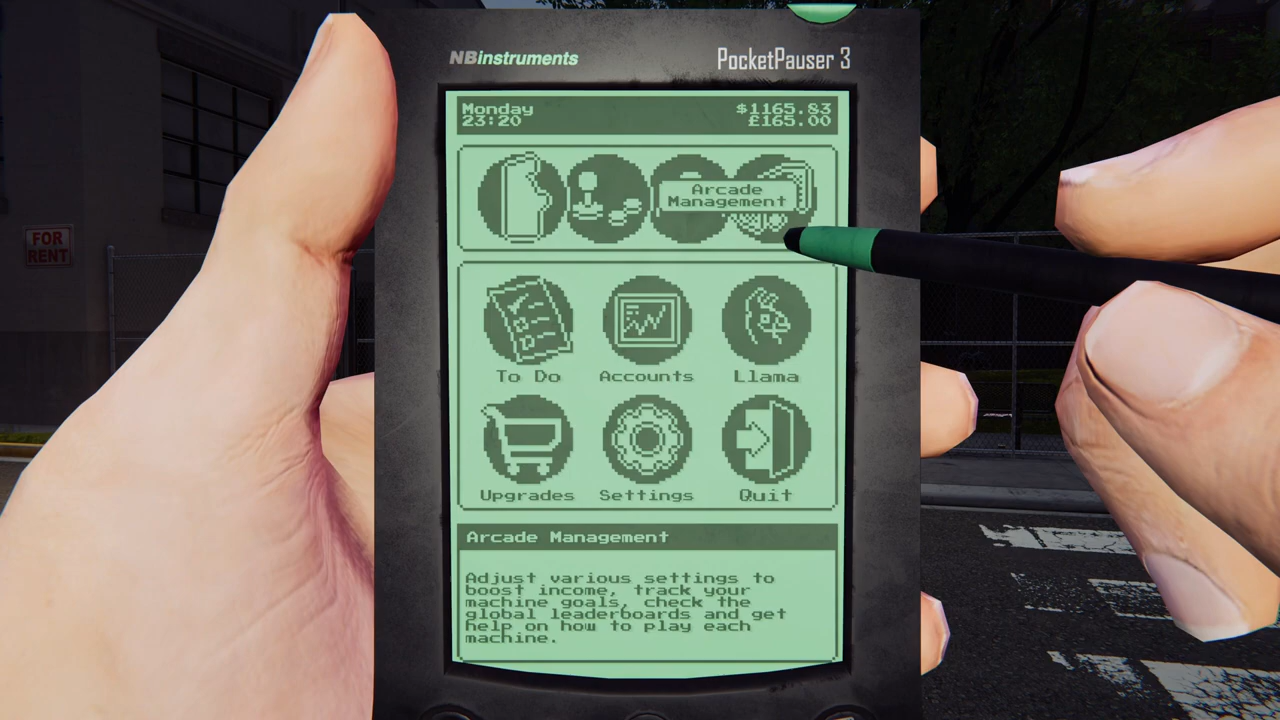 NBinstruments
PocketPauser 3
Monday
$1165.83
23:20
£165.00
Arcade
Management
To Do
Accounts
Llama
Upgrades
Settings
Quit
Arcade Management
Adjust various settings to
boost income, track your
machine goals, check the
global leaderboards and get
help on how to play each
machine.
FOR
RENT